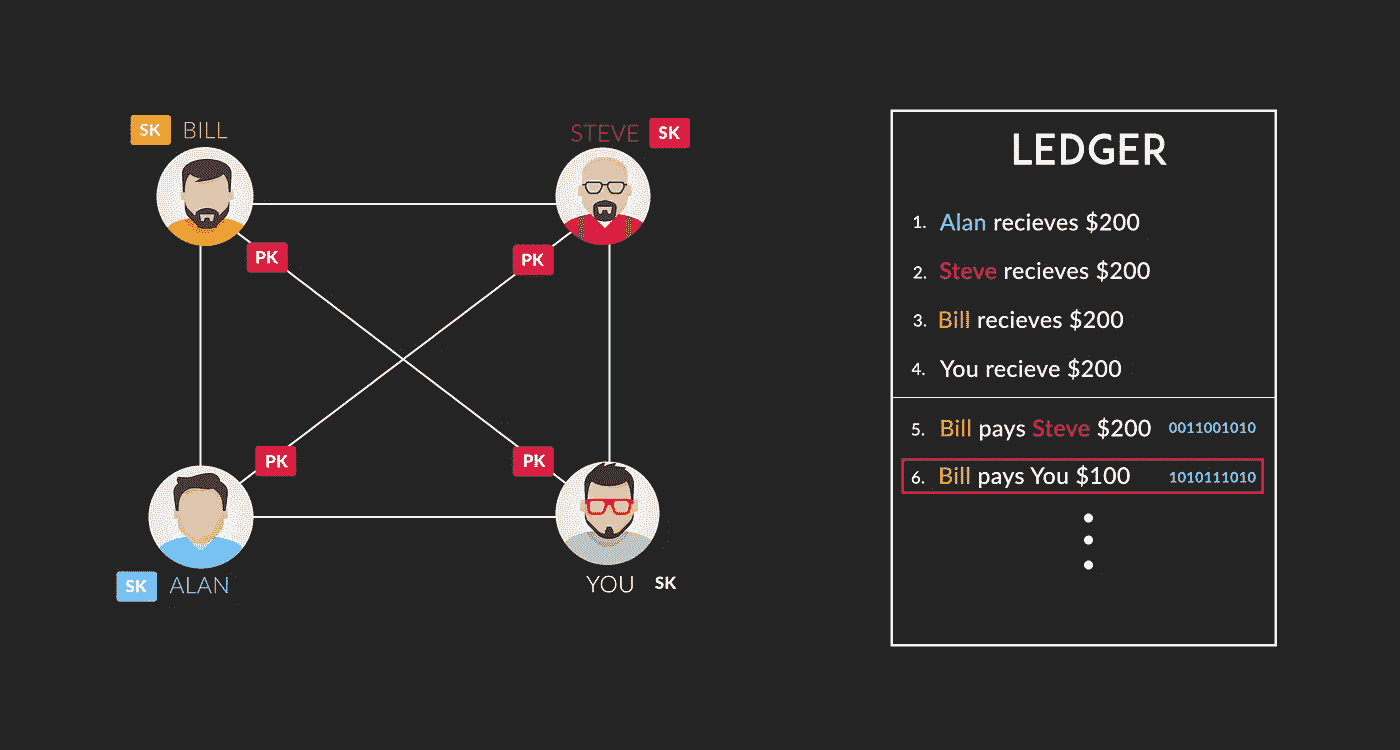 SK BILL
STEVE SK
PK
PK
PK
PK
SK ALAN
YOU SK
LEDGER
1. Alan recieves $200
2. Steve recieves $200
3. Bill recieves $200
4. You recieve $200
5. Bill pays Steve $200 0011001010
6. Bill pays You $100 1010111010